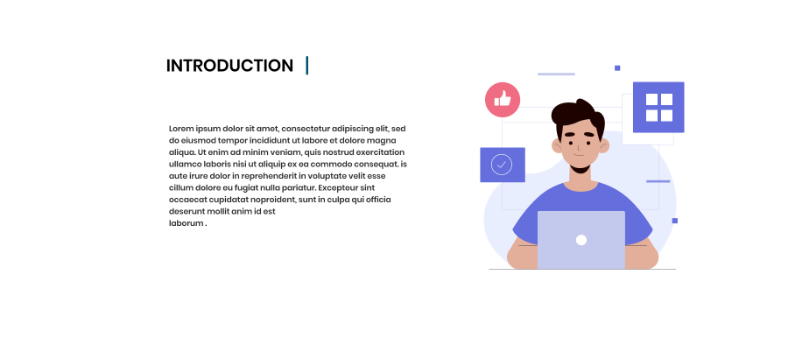 INTRODUCTION
Lorem ipsum dolor sit amet, consectetur adipiscing elit, sed
do eiusmod tempor incididunt ut labore et dolore magna
aliqua. Ut enim ad minim veniam, quis nostrud exercitation
ullamco laboris nisi ut aliquip ex ea commodo consequat. is
aute irure dolor in reprehenderit in voluptate velit esse
cillum dolore eu fugiat nulla pariatur. Excepteur sint
occaecat cupidatat noproident, sunt in culpa qui officia
deserunt mollit anim id est
laborum .